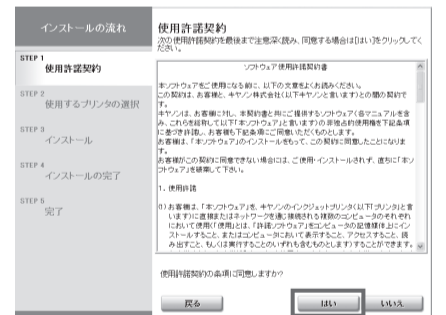 インストールの流れ
STEP 1
使用許諾契約
STEP 2
使用するプリンタの選択
STEP 3
インストール
STEP 4
インストールの完了
STEP 5
完了
使用許諾契約
次の使用許諾契約を最後まで注意深く読み、同意する場合は[はい]をクリックしてく
ださい。
ソフトウェア使用許諾契約書
本ソフトウェアをご使用になる前に、以下の文章をよくお読みください。
この契約は、お客様と、キヤノン株式会社(以下キヤノンと言います)との間の契約で
す。
キヤノンは、お客様に対し、本契約書と共にご提供するソフトウェア(各マニュアルを含
み、これらを総称して以下「本ソフトウェア」と言います)の非独占的使用権を下記条項
に基づき許諾し、お客様も下記条項にご同意いただくものとします。
お客様は、「本ソフトウェア」のインストールをもって、この契約に同意したことになりま
す。
お客様がこの契約に同意できない場合には、ご使用・インストールされず、直ちに「本ソ
フトウェア」を破棄して下さい。
1. 使用許諾
(1) お客様は、「本ソフトウェア」を、キヤノンのインクジェットプリンタ(以下「プリンタ」と言
います)に直接またはネットワークを通じ接続される複数のコンピュータのそれぞれ
において使用(「使用」とは、「許諾ソフトウェア」をコンピュータの記憶媒体上にイン
ストールすること、またはコンピュータにおいて表示すること、アクセスすること、読
み出すこと、もしくは実行することのいずれも含むものとします)することができます。
使用許諾契約の条項に同意しますか?
戻る
はい
いいえ